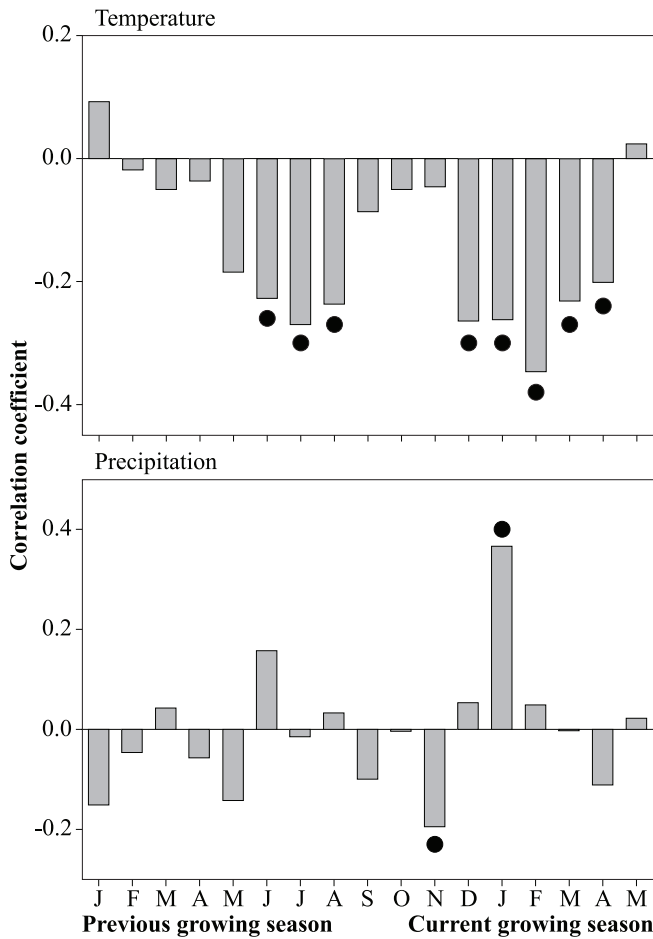 Temperature
0.2
0.0
-0.2
-0.4
Correlation coefficient
Precipitation
0.4
0.2
0.0
-0.2
J F M A M J J A S O N D J F M A M
Previous growing season Current growing season